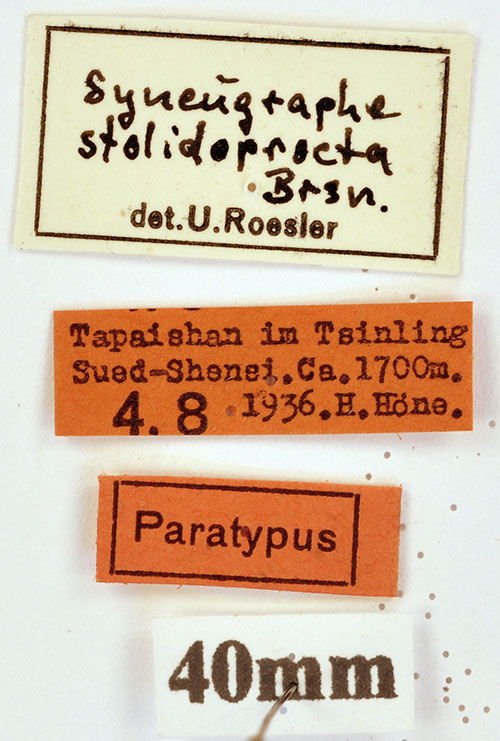 Syneugraphe
stolidoprocta
Brsn.
det.U.Roesler
Tapaishan im Tsinling
Sued-Shensi.Ca.1700m.
4.8 1936.H.Höne.
Paratypus
40mm